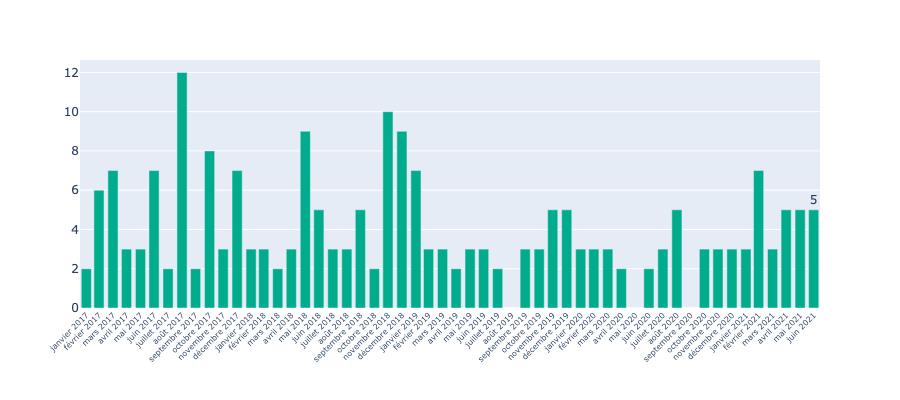 12
10
8
6
4
2
0
5
janvier 2017
février 2017
mars 2017
avril 2017
mai 2017
juin 2017
juillet 2017
août 2017
septembre 2017
octobre 2017
novembre 2017
décembre 2017
janvier 2018
février 2018
mars 2018
avril 2018
mai 2018
juin 2018
juillet 2018
août 2018
septembre 2018
octobre 2018
novembre 2018
décembre 2018
janvier 2019
février 2019
mars 2019
avril 2019
mai 2019
juin 2019
juillet 2019
août 2019
septembre 2019
octobre 2019
novembre 2019
décembre 2019
janvier 2020
février 2020
mars 2020
avril 2020
mai 2020
juin 2020
juillet 2020
août 2020
septembre 2020
octobre 2020
novembre 2020
décembre 2020
janvier 2021
février 2021
mars 2021
avril 2021
mai 2021
juin 2021